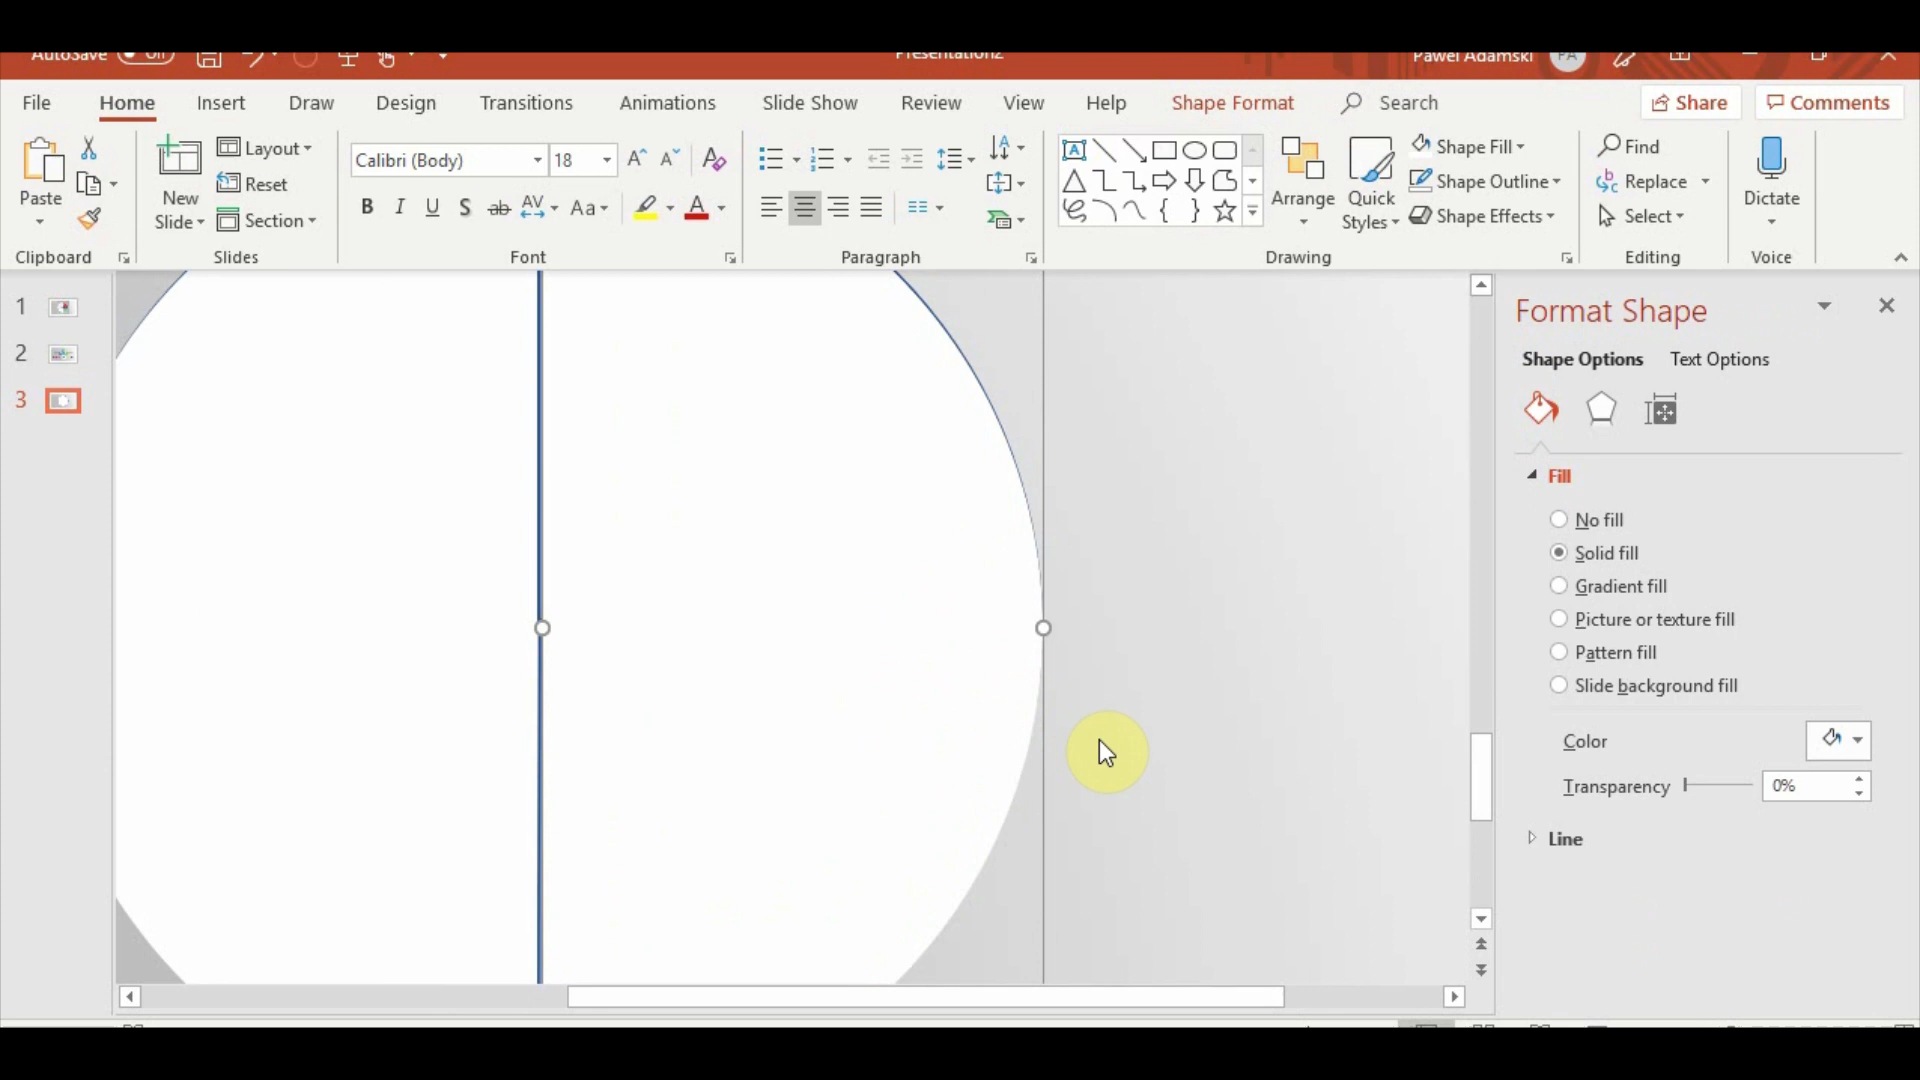 AutoSave Off Presentation2 Pawel Adamski PA
File Home Insert Draw Design Transitions Animations Slide Show Review View Help Shape Format Search Share Comments
Paste
New Slide
Layout
Reset
Section
Calibri (Body) 18
B I U S ab AV Aa A
Arrange
Quick Styles
Shape Fill
Shape Outline
Shape Effects
Find
Replace
Select
Dictate
Clipboard Slides Font Paragraph Drawing Editing Voice
1
2
3
Format Shape
Shape Options Text Options
Fill
No fill
Solid fill
Gradient fill
Picture or texture fill
Pattern fill
Slide background fill
Color
Transparency 0%
Line